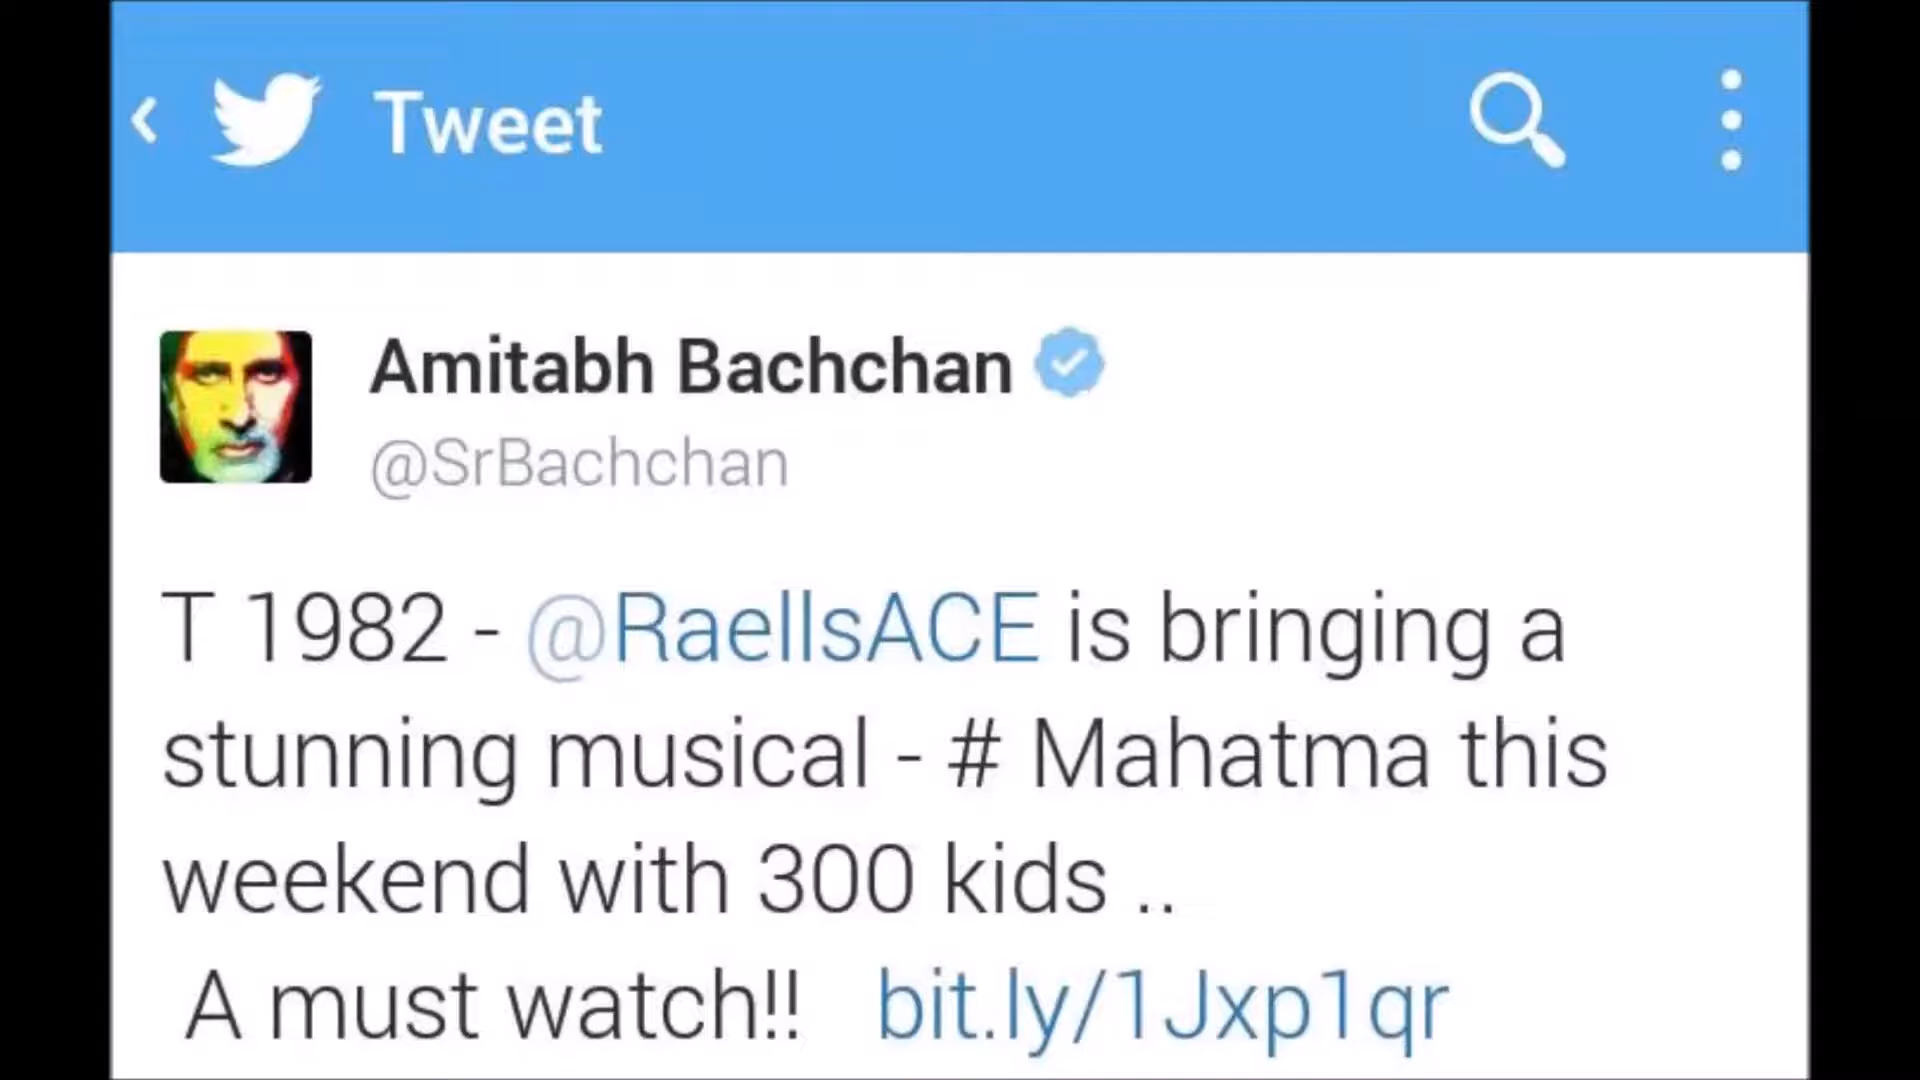 Tweet
Amitabh Bachchan
@SrBachchan
T 1982 - @RaellsACE is bringing a
stunning musical - # Mahatma this
weekend with 300 kids ..
A must watch!! bit.ly/1Jxp1qr